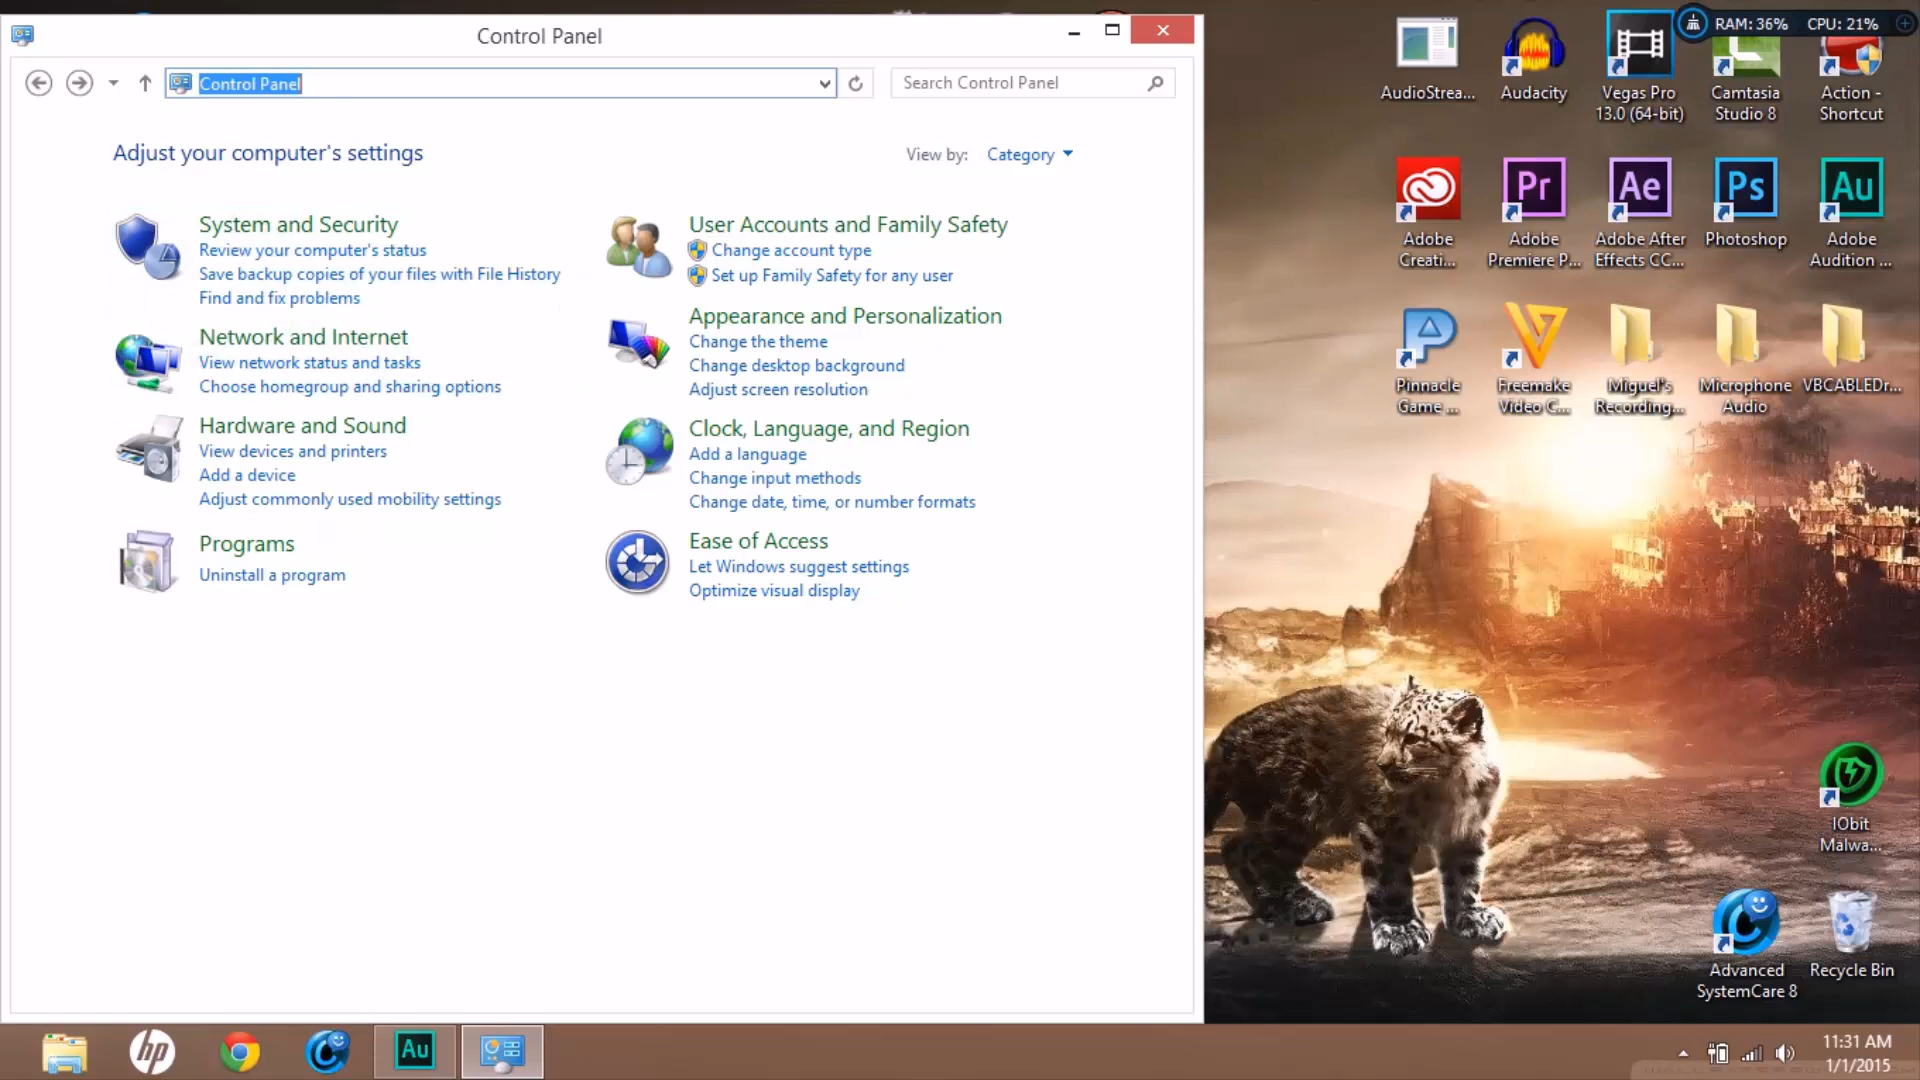 Control Panel
Control Panel
Search Control Panel
Adjust your computer's settings
View by: Category
System and Security
Review your computer's status
Save backup copies of your files with File History
Find and fix problems
Network and Internet
View network status and tasks
Choose homegroup and sharing options
Hardware and Sound
View devices and printers
Add a device
Adjust commonly used mobility settings
Programs
Uninstall a program
User Accounts and Family Safety
Change account type
Set up Family Safety for any user
Appearance and Personalization
Change the theme
Change desktop background
Adjust screen resolution
Clock, Language, and Region
Add a language
Change input methods
Change date, time, or number formats
Ease of Access
Let Windows suggest settings
Optimize visual display
RAM: 36% CPU: 21%
AudioStrea...
Audacity
Vegas Pro
13.0 (64-bit)
Camtasia
Studio 8
Action -
Shortcut
Pr
Ae
Ps
Au
Adobe
Creati...
Adobe
Premiere P...
Adobe After
Effects CC...
Photoshop
Adobe
Audition ...
Pinnacle
Game ...
Freemake
Video C...
Miguel's
Recording...
Microphone
Audio
VBCABLEDr...
IObit
Malwa...
Advanced
SystemCare 8
Recycle Bin
hp
Au
11:31 AM
1/1/2015